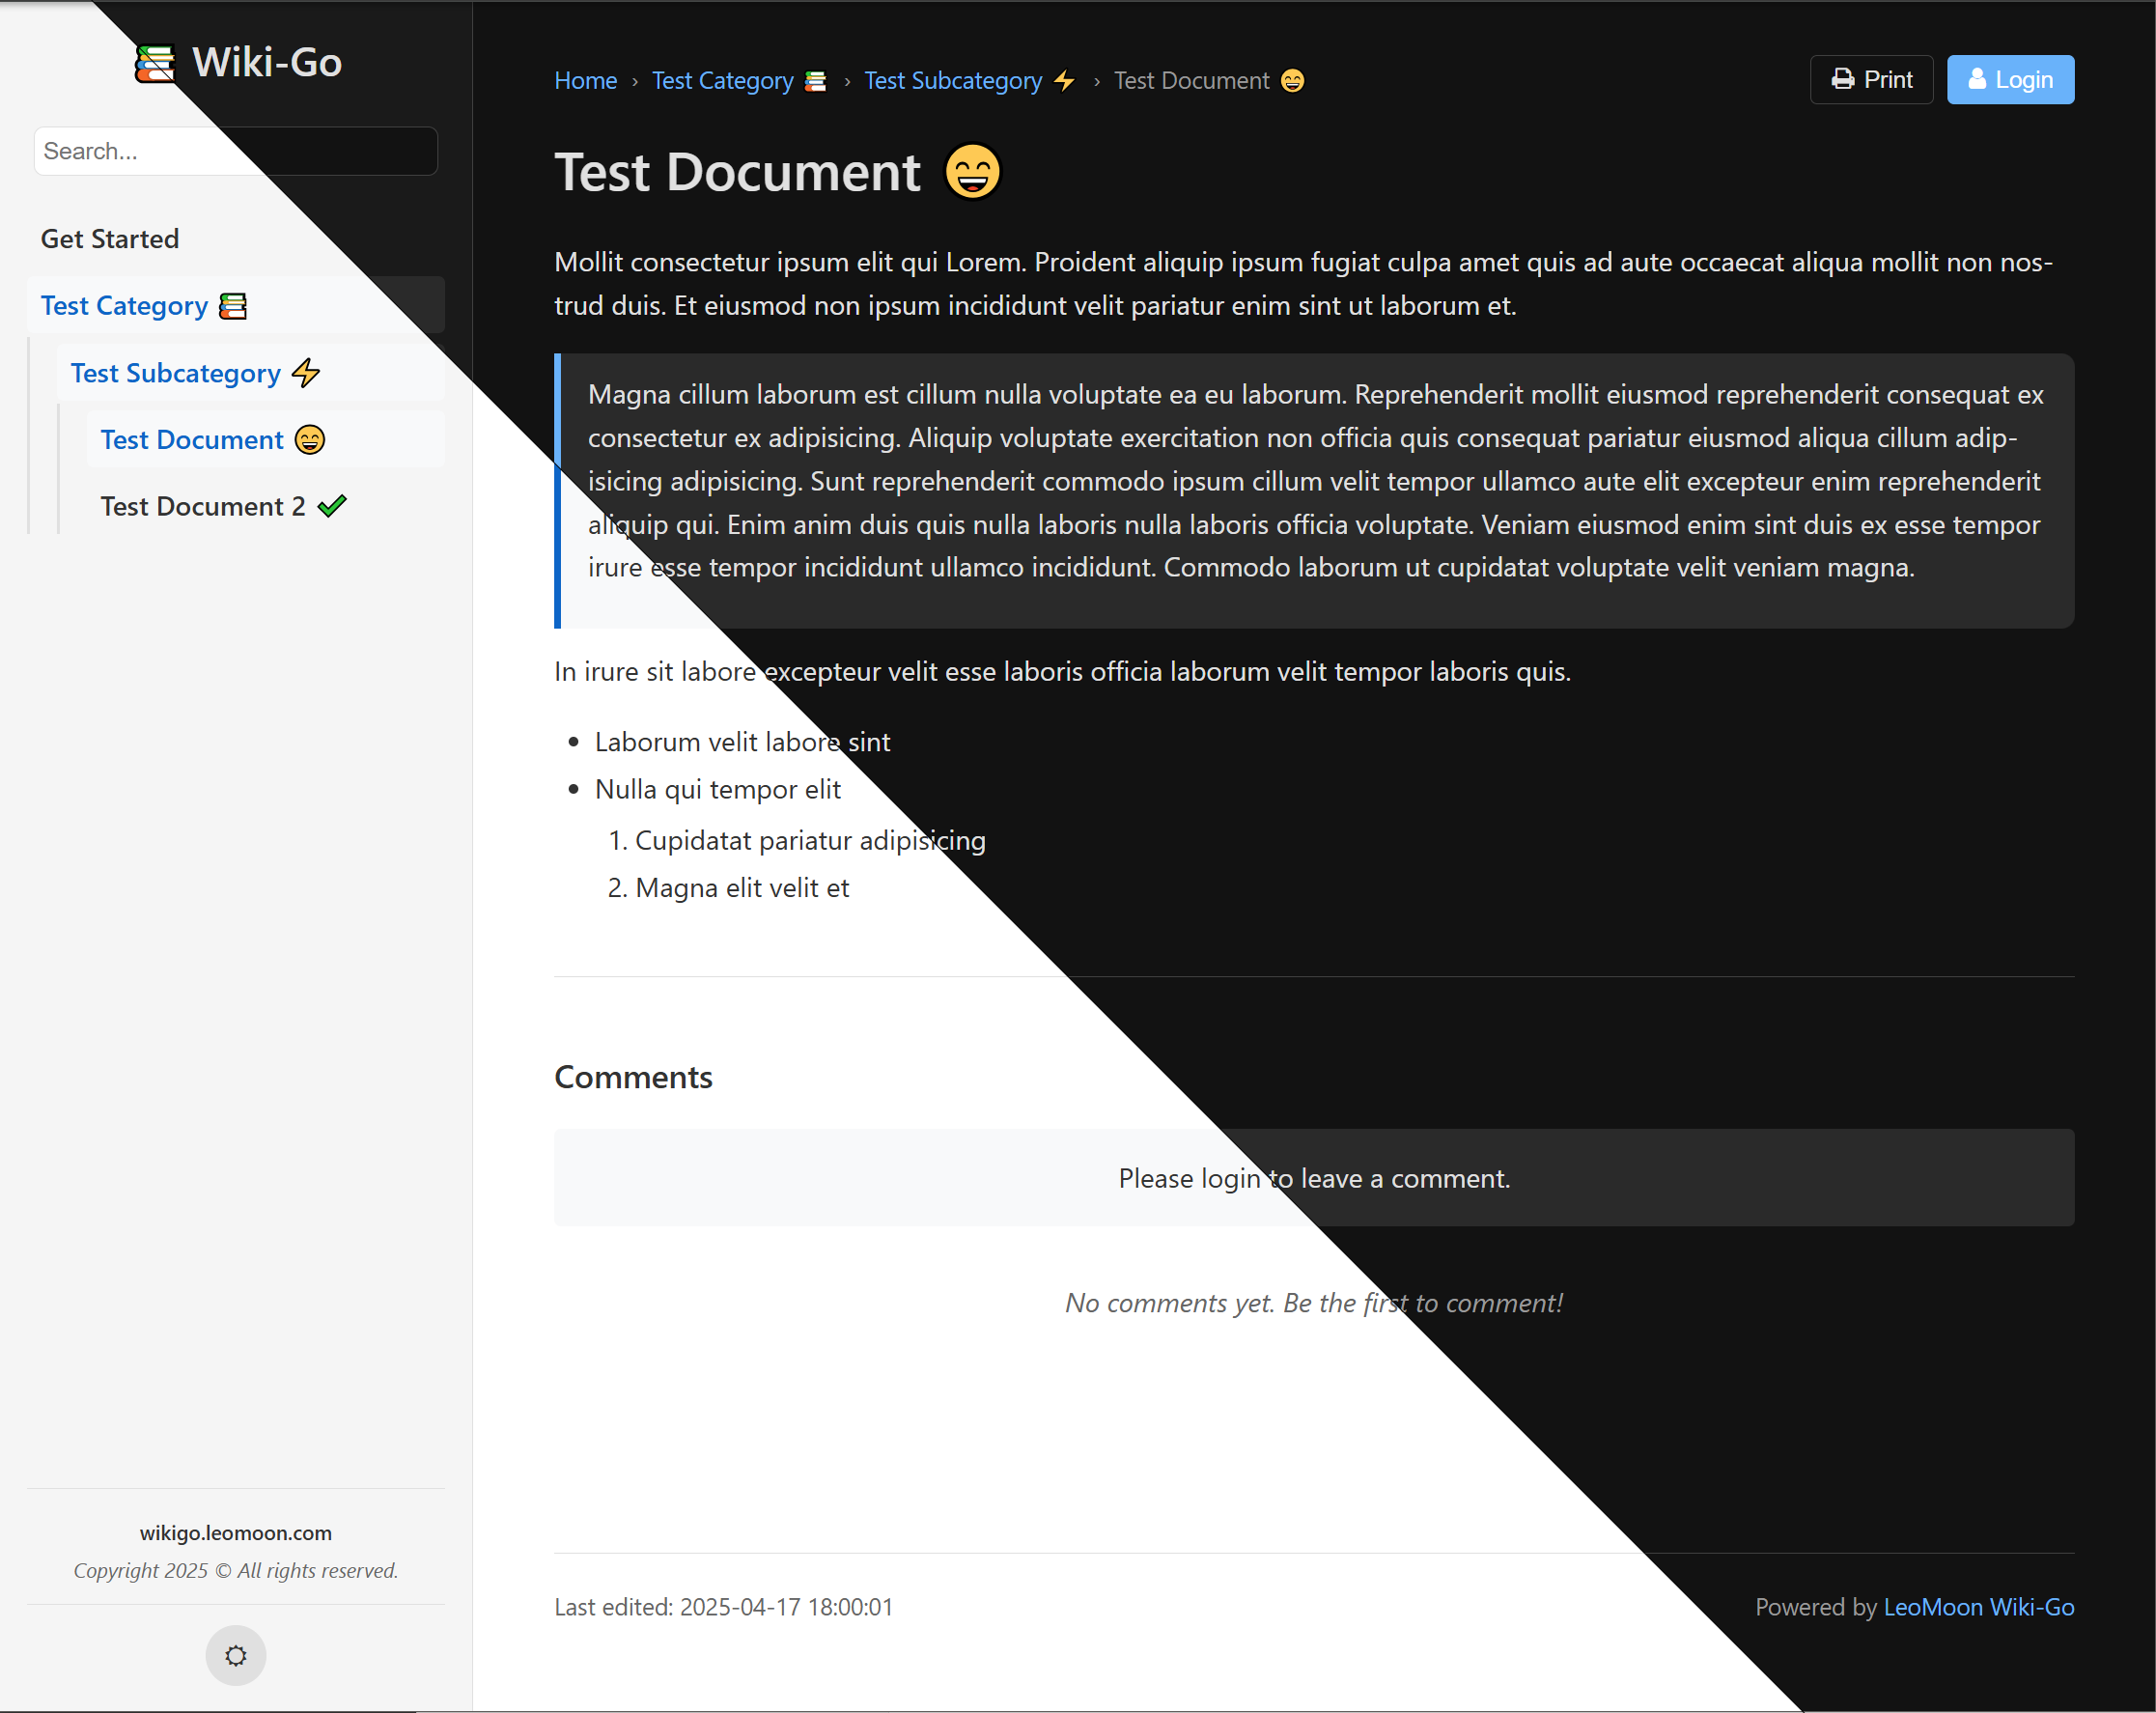 Wiki-Go
Search...
Get Started
Test Category 📚
Test Subcategory ⚡
Test Document 😄
Test Document 2 ✔
wikigo.leomoon.com
Copyright 2025 © All rights reserved.
Home › Test Category 📚 › Test Subcategory ⚡ › Test Document 😄
Print
Login
Test Document 😄
Mollit consectetur ipsum elit qui Lorem. Proident aliquip ipsum fugiat culpa amet quis ad aute occaecat aliqua mollit non nos-
trud duis. Et eiusmod non ipsum incididunt velit pariatur enim sint ut laborum et.
Magna cillum laborum est cillum nulla voluptate ea eu laborum. Reprehenderit mollit eiusmod reprehenderit consequat ex
consectetur ex adipisicing. Aliquip voluptate exercitation non officia quis consequat pariatur eiusmod aliqua cillum adip-
isicing adipisicing. Sunt reprehenderit commodo ipsum cillum velit tempor ullamco aute elit excepteur enim reprehenderit
aliquip qui. Enim anim duis quis nulla laboris nulla laboris officia voluptate. Veniam eiusmod enim sint duis ex esse tempor
irure esse tempor incididunt ullamco incididunt. Commodo laborum ut cupidatat voluptate velit veniam magna.
In irure sit labore excepteur velit esse laboris officia laborum velit tempor laboris quis.
• Laborum velit labore sint
• Nulla qui tempor elit
1. Cupidatat pariatur adipisicing
2. Magna elit velit et
Comments
Please login to leave a comment.
No comments yet. Be the first to comment!
Last edited: 2025-04-17 18:00:01
Powered by LeoMoon Wiki-Go